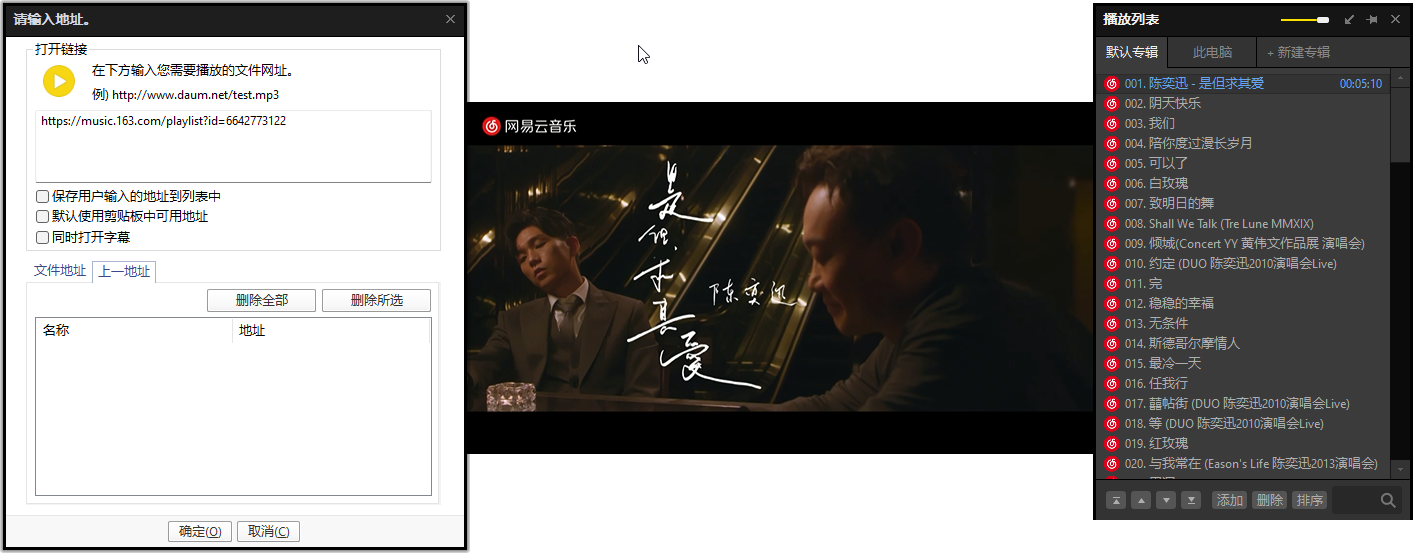 请输入地址。
打开链接
在下方输入您需要播放的文件网址。
例) http://www.daum.net/test.mp3
https://music.163.com/playlist?id=6642773122
保存用户输入的地址到列表中
默认使用剪贴板中可用地址
同时打开字幕
文件地址 上一地址
删除全部 删除所选
名称 地址
确定(O) 取消(C)
网易云音乐
是但求其爱
陈奕迅
播放列表
默认专辑 此电脑 + 新建专辑
001. 陈奕迅 - 是但求其爱 00:05:10
002. 阴天快乐
003. 我们
004. 陪你度过漫长岁月
005. 可以了
006. 白玫瑰
007. 致明日的舞
008. Shall We Talk (Tre Lune MMXIX)
009. 倾城(Concert YY 黄伟文作品展 演唱会)
010. 约定 (DUO 陈奕迅2010演唱会Live)
011. 完
012. 稳稳的幸福
013. 无条件
014. 斯德哥尔摩情人
015. 最冷一天
016. 任我行
017. 囍帖街 (DUO 陈奕迅2010演唱会Live)
018. 等 (DUO 陈奕迅2010演唱会Live)
019. 红玫瑰
020. 与我常在 (Eason's Life 陈奕迅2013演唱会)
添加 删除 排序